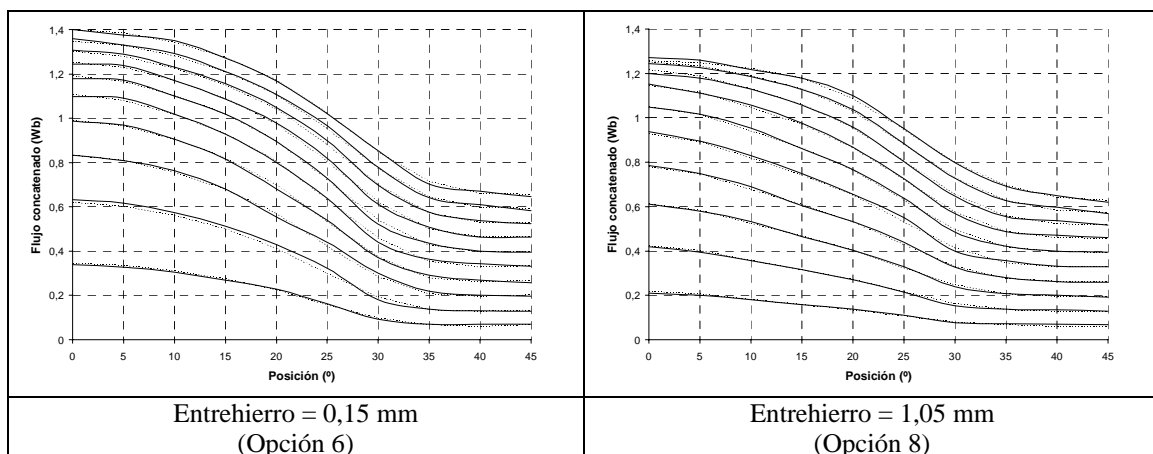 1,4
1,2
1
0,8
0,6
0,4
0,2
0
Flujo concatenado (Wb)
0 5 10 15 20 25 30 35 40 45
Posición (º)
1,4
1,2
1
0,8
0,6
0,4
0,2
0
Flujo concatenado (Wb)
0 5 10 15 20 25 30 35 40 45
Posición (º)
Entrehierro = 0,15 mm
(Opción 6)
Entrehierro = 1,05 mm
(Opción 8)